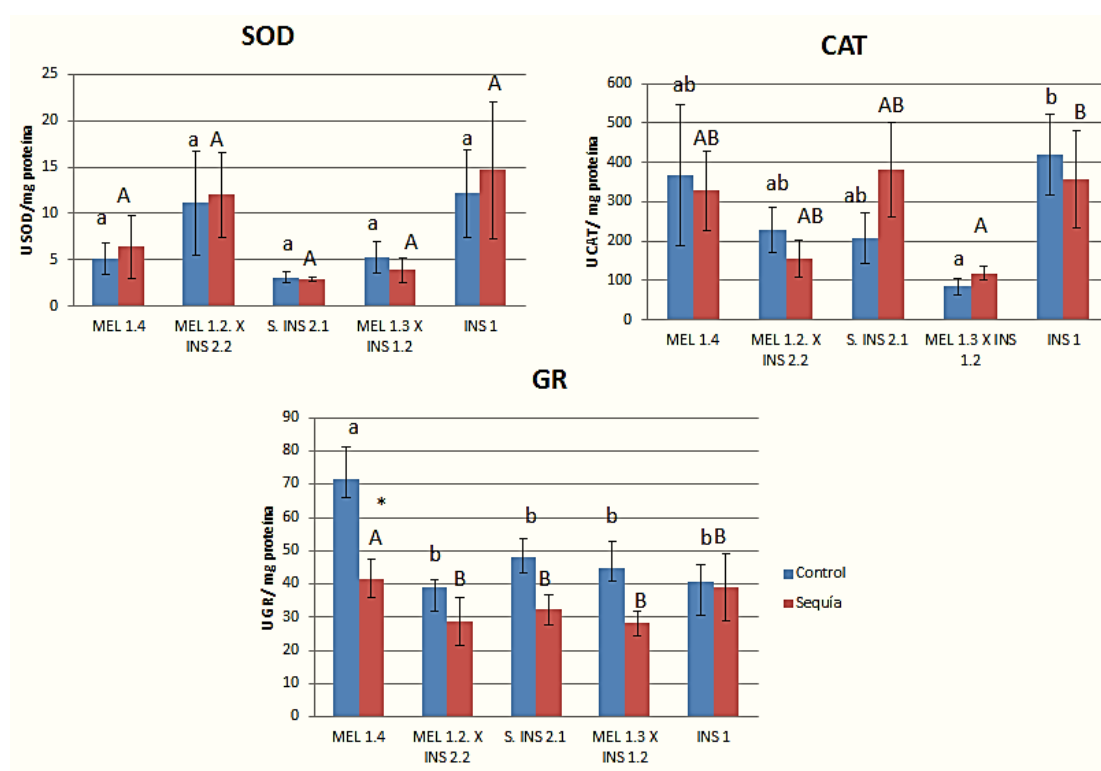 SOD
U SOD/mg proteína
25
20
15
10
5
0
a A
a A
a A
a A
a A
MEL 1.4
MEL 1.2. X INS 2.2
S. INS 2.1
MEL 1.3 X INS 1.2
INS 1
CAT
U CAT/ mg proteína
600
500
400
300
200
100
0
ab AB
ab AB
ab AB
a A
b B
MEL 1.4
MEL 1.2. X INS 2.2
S. INS 2.1
MEL 1.3 X INS 1.2
INS 1
GR
U GR/ mg proteína
90
80
70
60
50
40
30
20
10
0
a * A
b B
b B
b B
b B
MEL 1.4
MEL 1.2. X INS 2.2
S. INS 2.1
MEL 1.3 X INS 1.2
INS 1
Control
Sequía